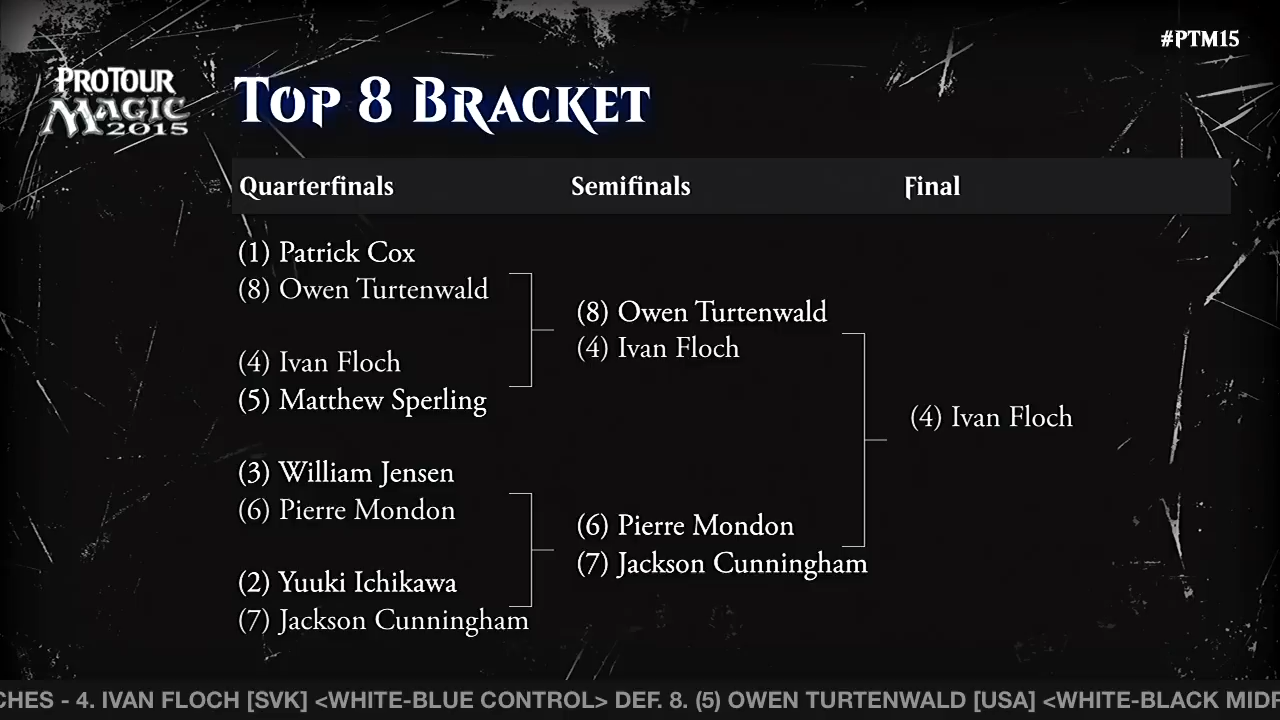 #PTM15
PROTOUR
MAGIC
2015
TOP 8 BRACKET
Quarterfinals
Semifinals
Final
(1) Patrick Cox
(8) Owen Turtenwald
(4) Ivan Floch
(5) Matthew Sperling
(3) William Jensen
(6) Pierre Mondon
(2) Yuuki Ichikawa
(7) Jackson Cunningham
(8) Owen Turtenwald
(4) Ivan Floch
(6) Pierre Mondon
(7) Jackson Cunningham
(4) Ivan Floch
CHES - 4. IVAN FLOCH [SVK] <WHITE-BLUE CONTROL> DEF. 8. (5) OWEN TURTENWALD [USA] <WHITE-BLACK MIDR